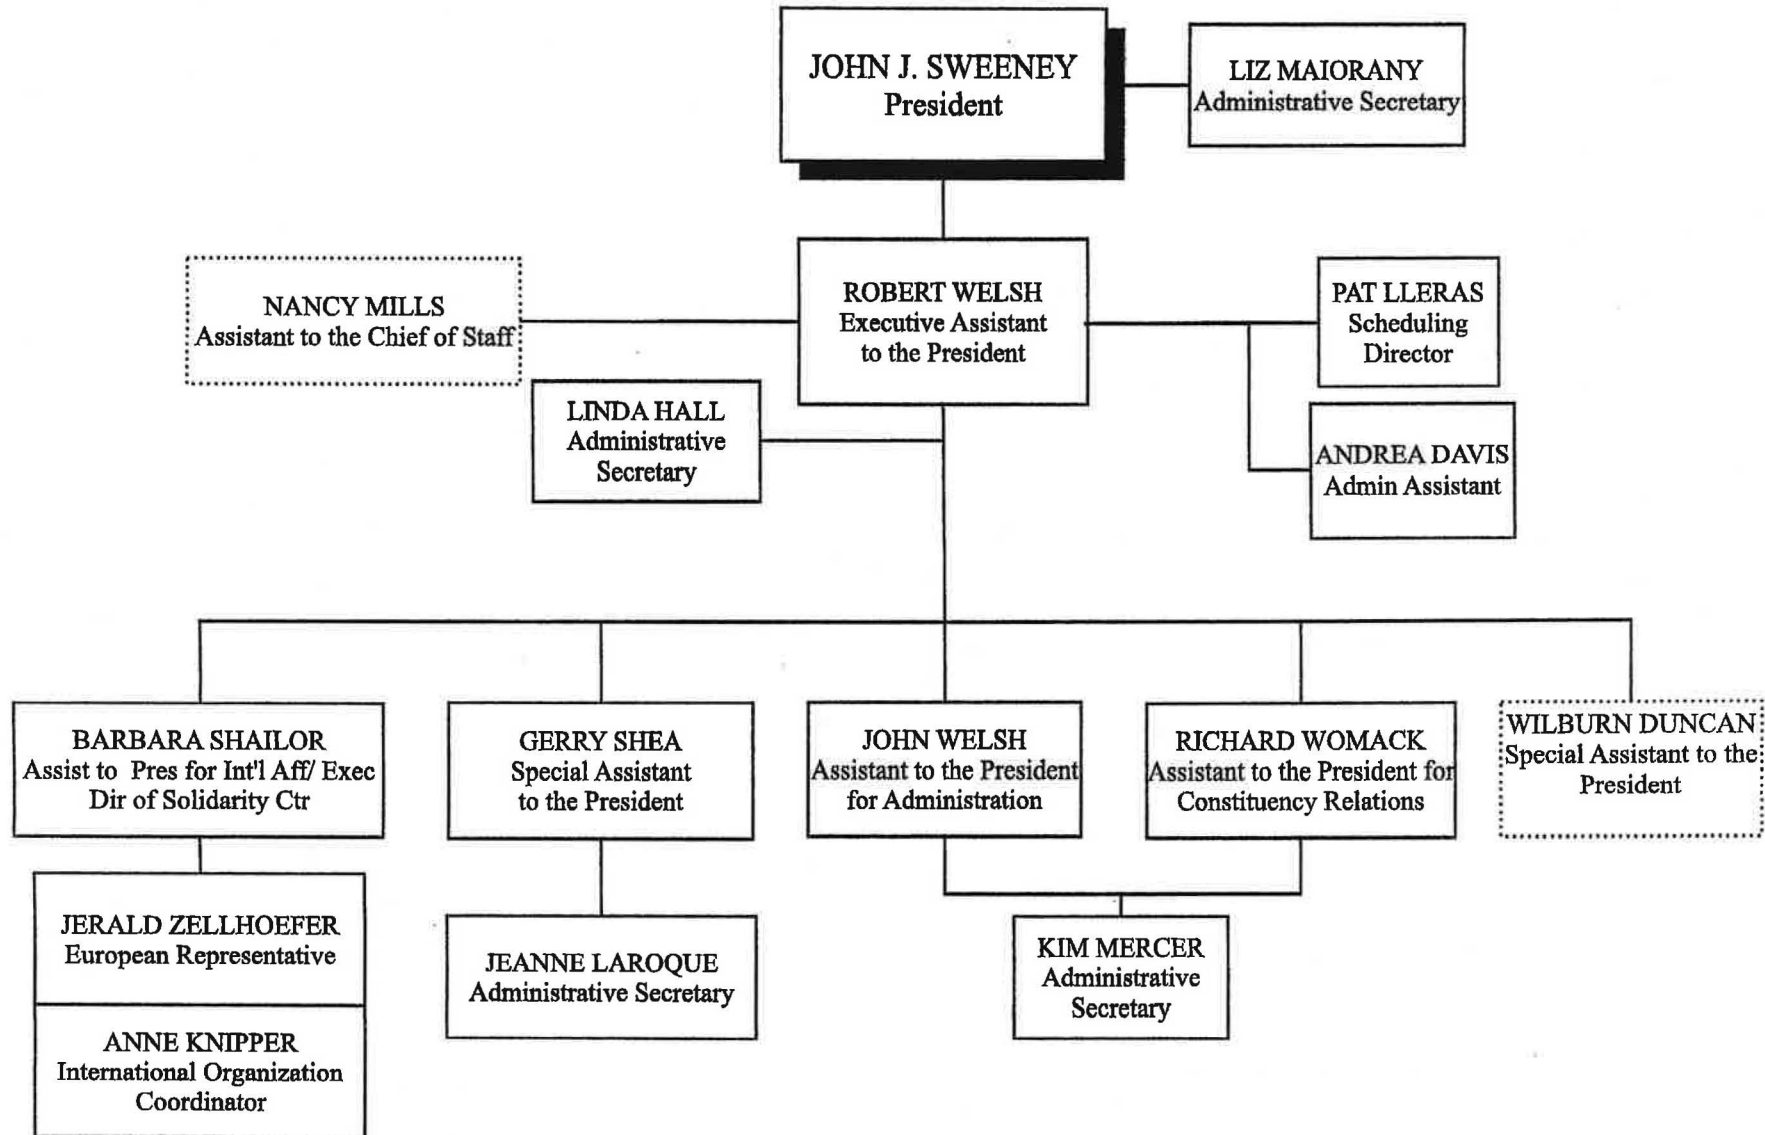 JOHN J. SWEENEY
President
LIZ MAIORANY
Administrative Secretary
NANCY MILLS
Assistant to the Chief of Staff
ROBERT WELSH
Executive Assistant
to the President
PAT LLERAS
Scheduling
Director
LINDA HALL
Administrative
Secretary
ANDREA DAVIS
Admin Assistant
BARBARA SHAILOR
Assist to Pres for Int'l Aff/ Exec
Dir of Solidarity Ctr
GERRY SHEA
Special Assistant
to the President
JOHN WELSH
Assistant to the President
for Administration
RICHARD WOMACK
Assistant to the President for
Constituency Relations
WILBURN DUNCAN
Special Assistant to the
President
JERALD ZELLHOEFER
European Representative
ANNE KNIPPER
International Organization
Coordinator
JEANNE LAROQUE
Administrative Secretary
KIM MERCER
Administrative
Secretary